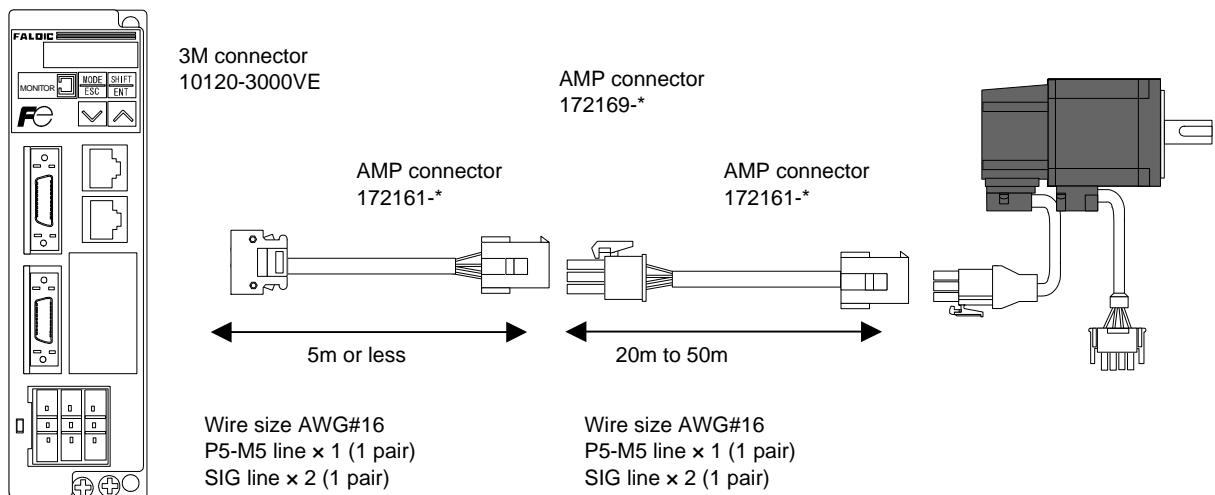 FALDIC
MONITOR
MODE
ESC
SHIFT
ENT
Fe
3M connector
10120-3000VE
AMP connector
172169-*
AMP connector
172161-*
AMP connector
172161-*
5m or less
20m to 50m
Wire size AWG#16
P5-M5 line × 1 (1 pair)
SIG line × 2 (1 pair)
Wire size AWG#16
P5-M5 line × 1 (1 pair)
SIG line × 2 (1 pair)